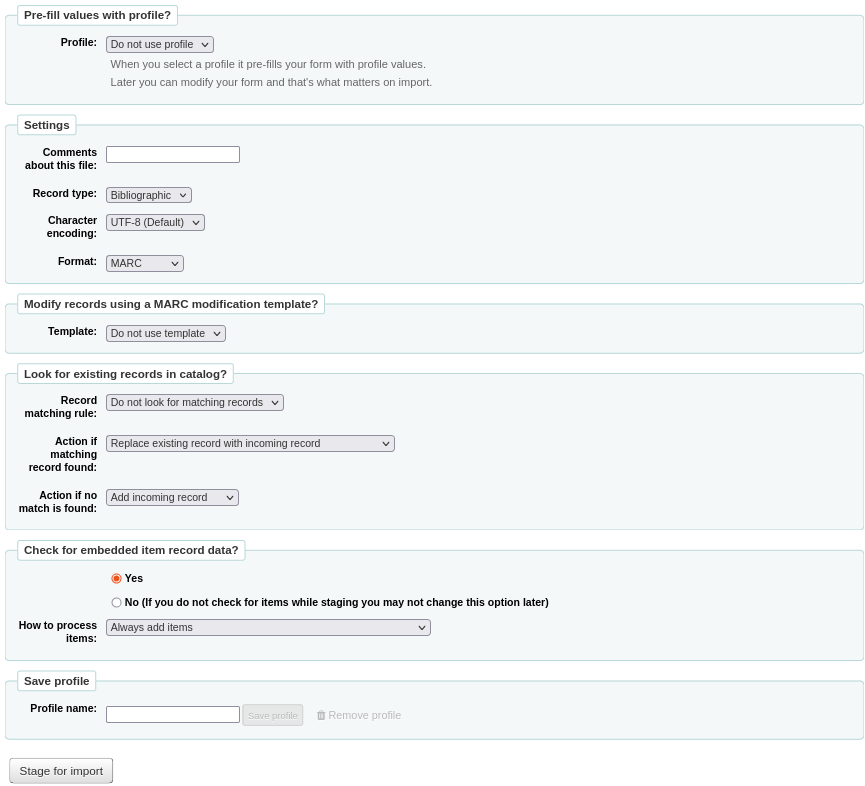 Pre-fill values with profile?
Profile: Do not use profile
When you select a profile it pre-fills your form with profile values.
Later you can modify your form and that's what matters on import.
Settings
Comments
about this file:
Record type: Bibliographic
Character
encoding:
UTF-8 (Default)
Format: MARC
Modify records using a MARC modification template?
Template: Do not use template
Look for existing records in catalog?
Record
matching rule:
Do not look for matching records
Action if
matching
record found:
Replace existing record with incoming record
Action if no
match is found:
Add incoming record
Check for embedded item record data?
Yes
No (If you do not check for items while staging you may not change this option later)
How to process
items:
Always add items
Save profile
Profile name: Save profile Remove profile
Stage for import